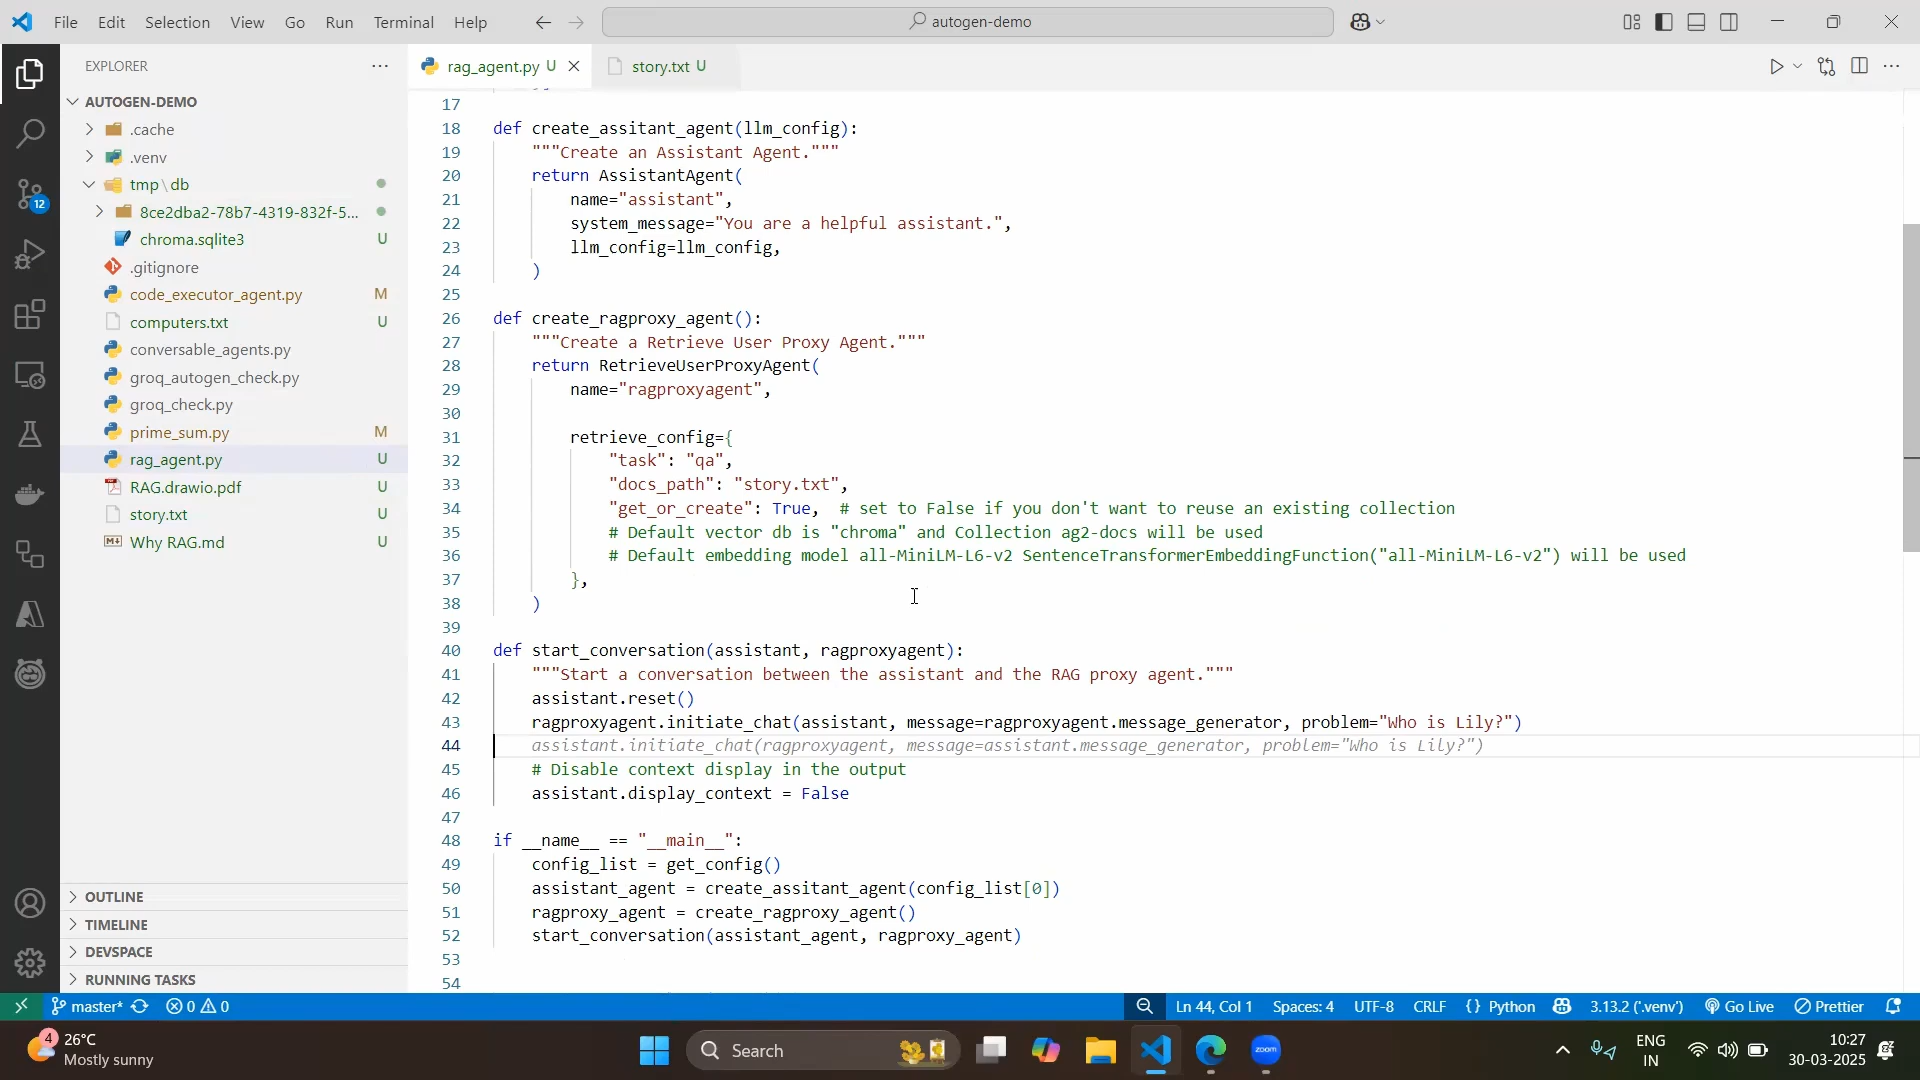 File Edit Selection View Go Run Terminal Help
autogen-demo
EXPLORER
AUTOGEN-DEMO
.cache
.venv
tmp \ db
8ce2dba2-78b7-4319-832f-5...
chroma.sqlite3 U
.gitignore
code_executor_agent.py M
computers.txt U
conversable_agents.py
groq_autogen_check.py
groq_check.py
prime_sum.py M
rag_agent.py U
RAG.drawio.pdf U
story.txt U
Why RAG.md U
OUTLINE
TIMELINE
DEVSPACE
RUNNING TASKS
12
rag_agent.py U
story.txt U
17
18 def create_assitant_agent(llm_config):
19 """Create an Assistant Agent."""
20 return AssistantAgent(
21 name="assistant",
22 system_message="You are a helpful assistant.",
23 llm_config=llm_config,
24 )
25
26 def create_ragproxy_agent():
27 """Create a Retrieve User Proxy Agent."""
28 return RetrieveUserProxyAgent(
29 name="ragproxyagent",
30
31 retrieve_config={
32 "task": "qa",
33 "docs_path": "story.txt",
34 "get_or_create": True, # set to False if you don't want to reuse an existing collection
35 # Default vector db is "chroma" and Collection ag2-docs will be used
36 # Default embedding model all-MiniLM-L6-v2 SentenceTransformerEmbeddingFunction("all-MiniLM-L6-v2") will be used
37 },
38 )
39
40 def start_conversation(assistant, ragproxyagent):
41 """Start a conversation between the assistant and the RAG proxy agent."""
42 assistant.reset()
43 ragproxyagent.initiate_chat(assistant, message=ragproxyagent.message_generator, problem="Who is Lily?")
44 assistant.initiate_chat(ragproxyagent, message=assistant.message_generator, problem="Who is Lily?")
45 # Disable context display in the output
46 assistant.display_context = False
47
48 if __name__ == "__main__":
49 config_list = get_config()
50 assistant_agent = create_assitant_agent(config_list[0])
51 ragproxy_agent = create_ragproxy_agent()
52 start_conversation(assistant_agent, ragproxy_agent)
53
54
master* 0 0 Ln 44, Col 1 Spaces: 4 UTF-8 CRLF {} Python 3.13.2 ('.venv') Go Live Prettier
4
26°C
Mostly sunny
Search
zoom
ENG
IN
10:27
30-03-2025